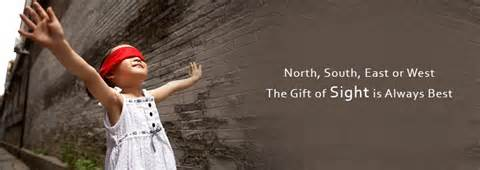 North, South, East or West
The Gift of Sight is Always Best